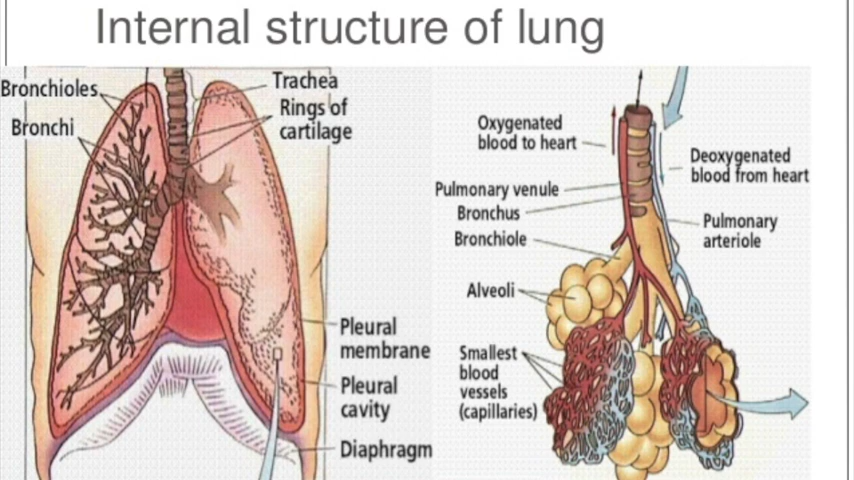 Internal structure of lung
Bronchioles
Bronchi
Trachea
Rings of
cartilage
Pleural
membrane
Pleural
cavity
Diaphragm
Oxygenated
blood to heart
Pulmonary venule
Bronchus
Bronchiole
Alveoli
Smallest
blood
vessels
(capillaries)
Deoxygenated
blood from heart
Pulmonary
arteriole